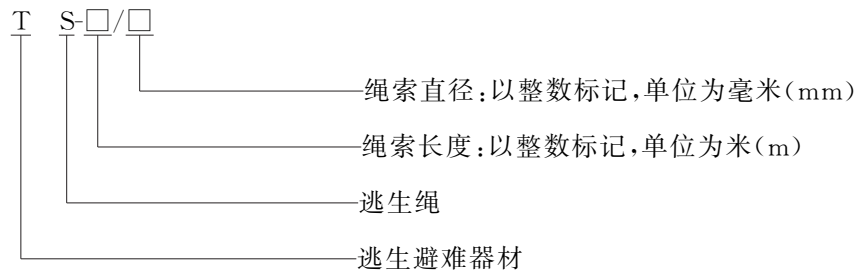 T S-□/□
绳索直径:以整数标记,单位为毫米(mm)
绳索长度:以整数标记,单位为米(m)
逃生绳
逃生避难器材